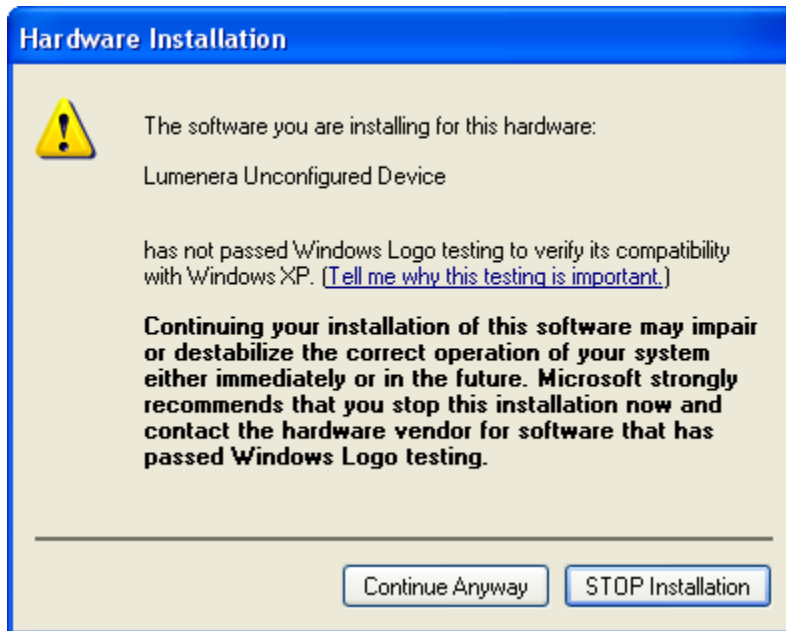 Hardware Installation
The software you are installing for this hardware:
Lumenera Unconfigured Device
has not passed Windows Logo testing to verify its compatibility
with Windows XP. (Tell me why this testing is important.)
Continuing your installation of this software may impair
or destabilize the correct operation of your system
either immediately or in the future. Microsoft strongly
recommends that you stop this installation now and
contact the hardware vendor for software that has
passed Windows Logo testing.
Continue Anyway
STOP Installation